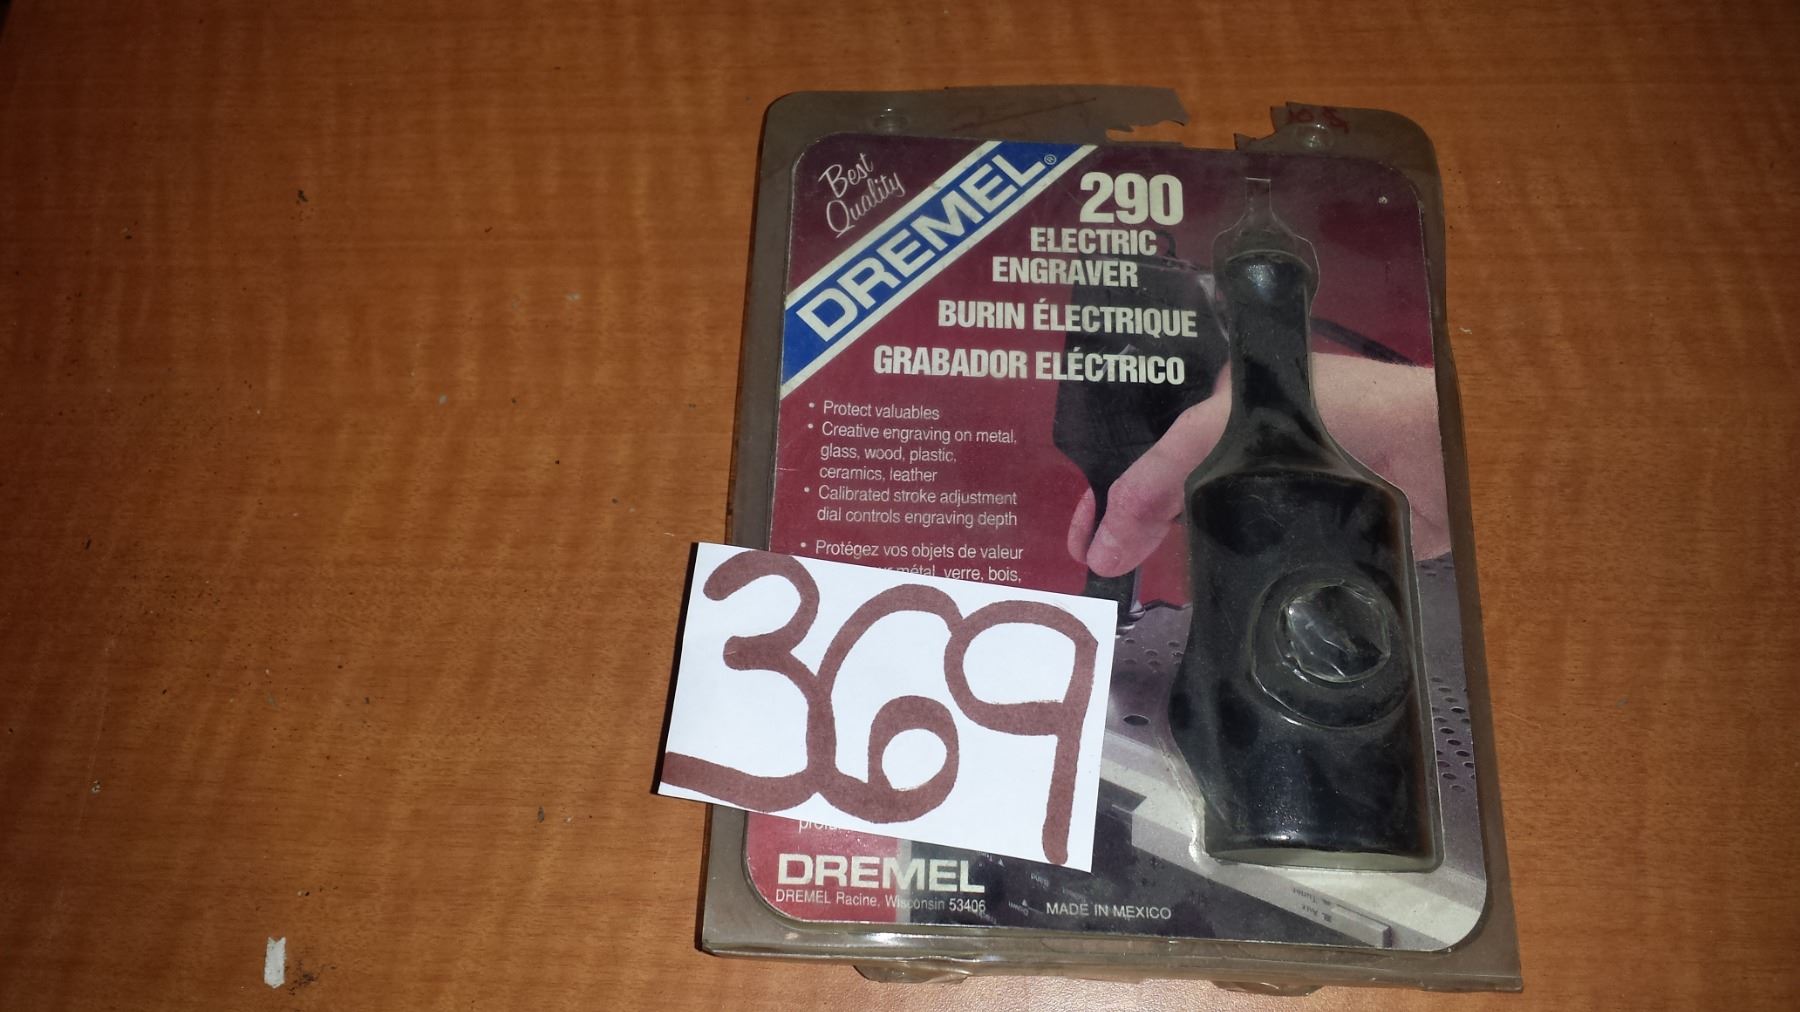 Best
Quality
DREMEL®
290
ELECTRIC
ENGRAVER
BURIN ÉLECTRIQUE
GRABADOR ELÉCTRICO
• Protect valuables
• Creative engraving on metal,
glass, wood, plastic,
ceramics, leather
• Calibrated stroke adjustment
dial controls engraving depth
• Protégez vos objets de valeur
métal, verre, bois,
369
DREMEL
DREMEL Racine, Wisconsin 53406
MADE IN MEXICO